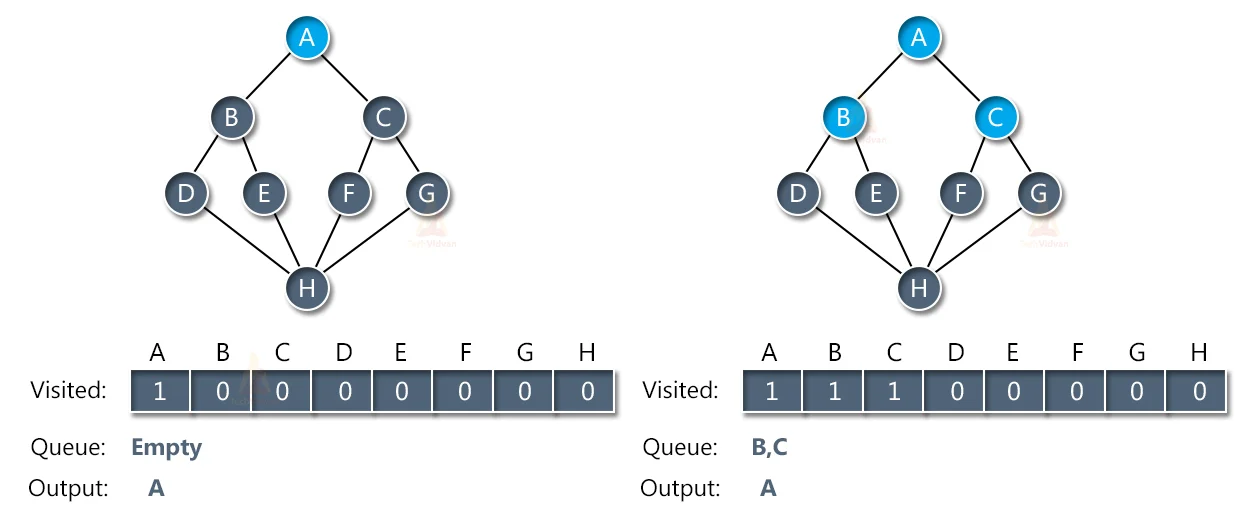 A
B C
D E F G
H
A B C D E F G H
Visited: 1 0 0 0 0 0 0 0
Queue: Empty
Output: A
A
B C
D E F G
H
A B C D E F G H
Visited: 1 1 1 0 0 0 0 0
Queue: B,C
Output: A